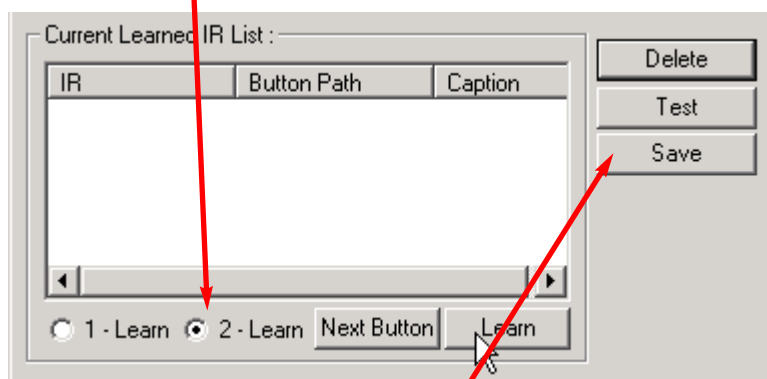 Current Learned IR List :
IR Button Path Caption
Delete
Test
Save
1 - Learn 2 - Learn Next Button Learn